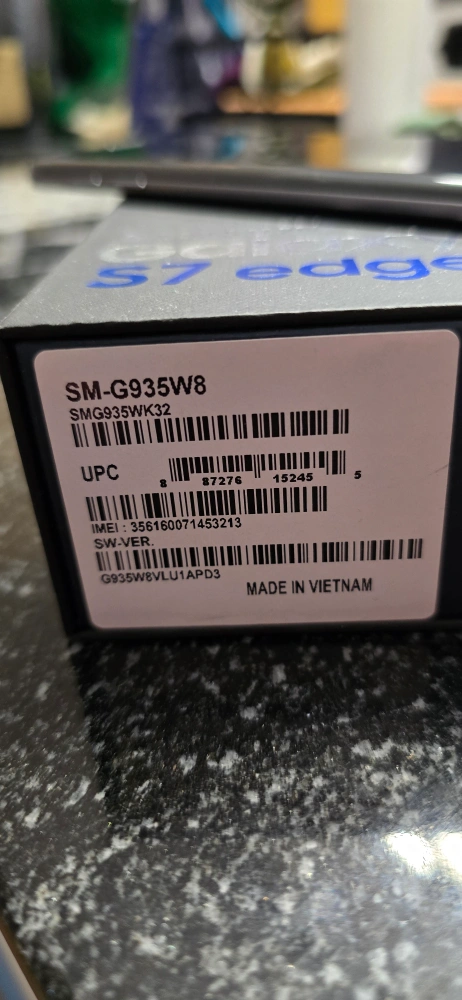 S7 edge
SM-G935W8
SMG935WK32
UPC
8 87276 15245 5
IMEI : 356160071453213
SW-VER.
G935W8VLU1APD3
MADE IN VIETNAM